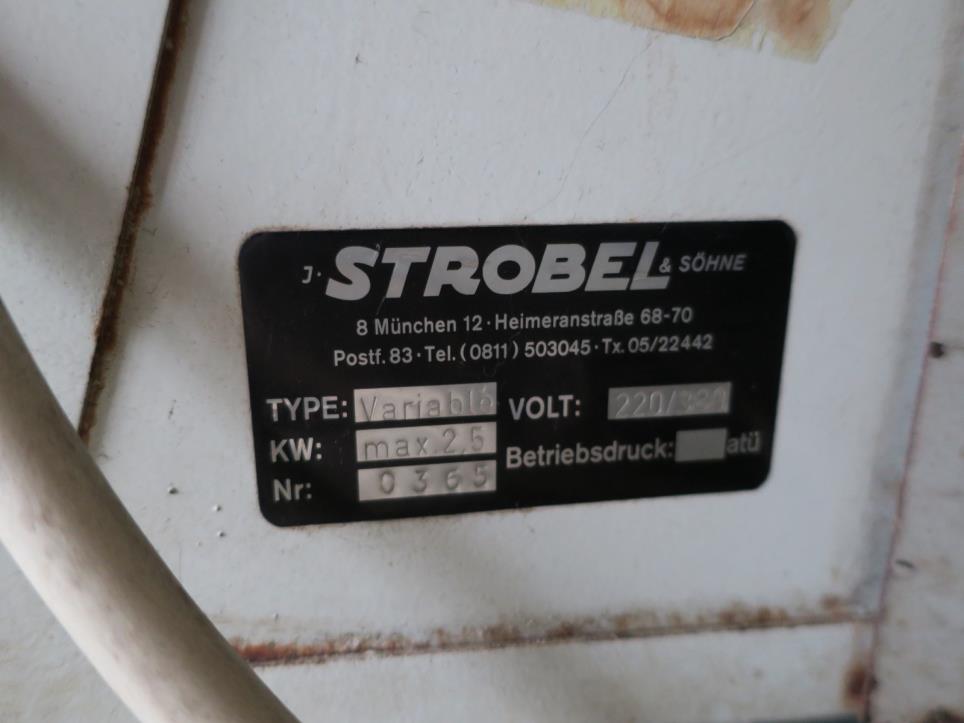 J. STROBEL & SÖHNE
8 München 12 · Heimeranstraße 68-70
Postf. 83 · Tel. (0811) 503045 · Tx. 05/22442
TYPE: VOLT: 220/380
KW: max.2,5 Betriebsdruck: atü
Nr: 0365